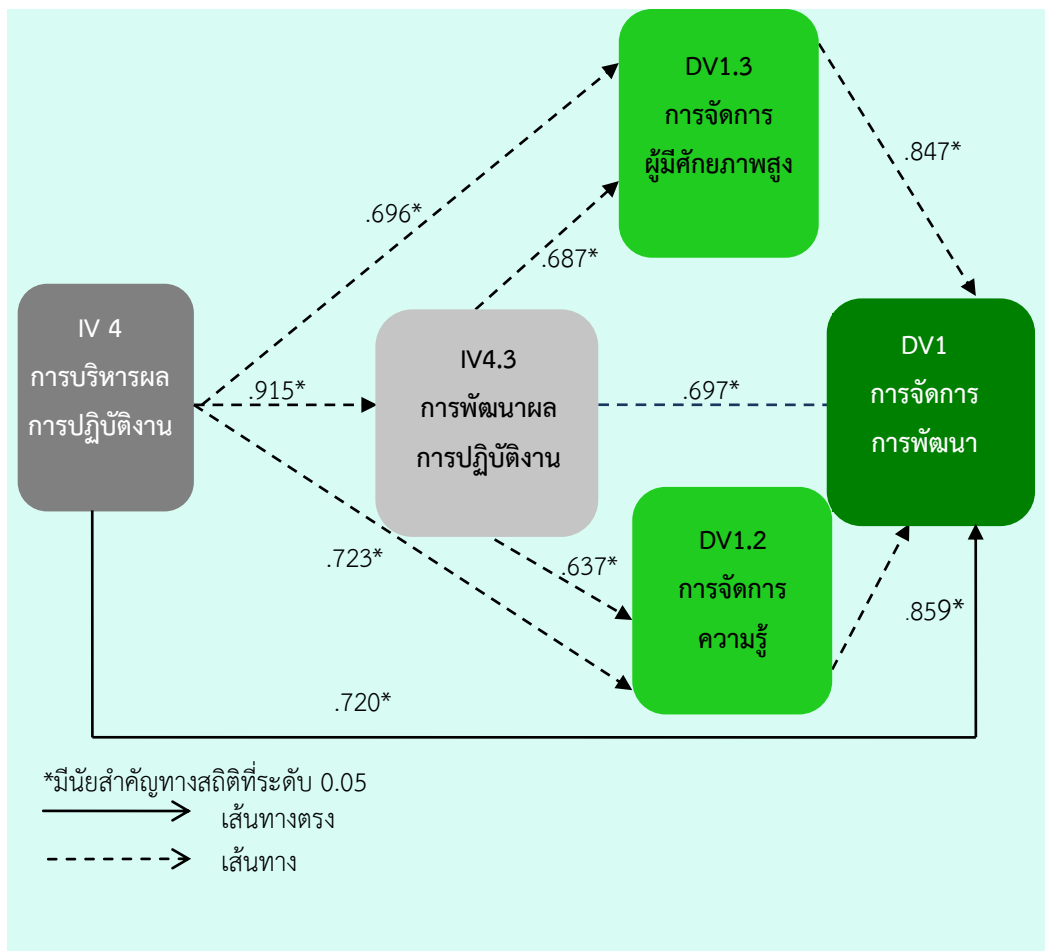 DV1.3
การจัดการ
ผู้มีศักยภาพสูง
.847*
.696*
.687*
IV 4
การบริหารผล
การปฏิบัติงาน
.915*
IV4.3
การพัฒนาผล
การปฏิบัติงาน
.697*
DV1
การจัดการ
การพัฒนา
.723*
.637*
DV1.2
การจัดการ
ความรู้
.859*
.720*
*มีนัยสำคัญทางสถิติที่ระดับ 0.05
เส้นทางตรง
เส้นทาง